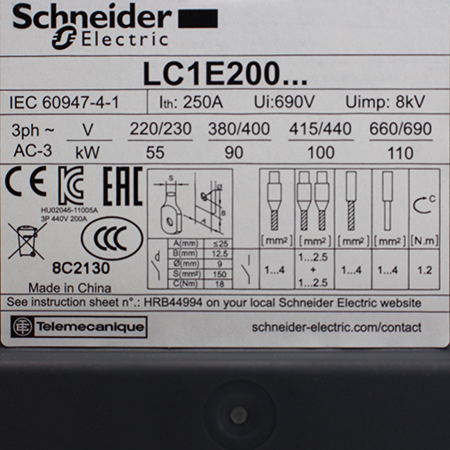 Schneider
Electric
LC1E200...
IEC 60947-4-1 Ith: 250A Ui:690V Uimp: 8kV
3ph ~ V 220/230 380/400 415/440 660/690
AC-3 kW 55 90 100 110
CE EAC
HU02046-11005A
3P 440V 200A
CCC
8C2130
Made in China
S
A(mm) ≤25
B(mm) 12.5
Ø(mm) 9
S(mm²) 150
C(Nm) 18
[mm²] [mm²] [mm²] [mm²] [N.m]
1...4 1...2.5 + 1...2.5 1...4 1...4 1.2
C
See instruction sheet n°.: HRB44994 on your local Schneider Electric website
Telemecanique schneider-electric.com/contact